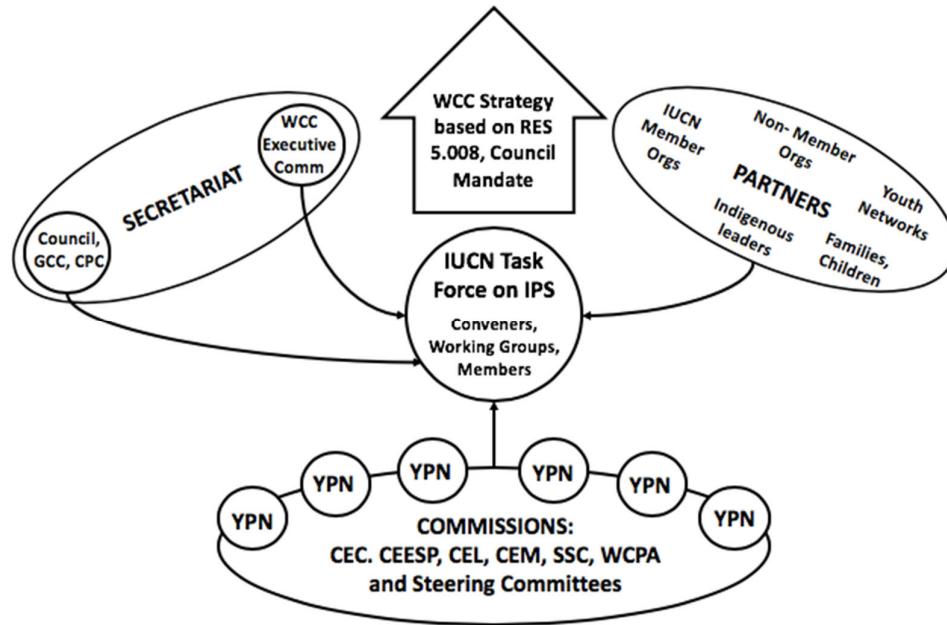 WCC Strategy
based on RES
5.008, Council
Mandate
WCC
Executive
Comm
SECRETARIAT
Council,
GCC, CPC
IUCN
Member
Orgs
Non- Member
Orgs
PARTNERS
Youth
Networks
Indigenous
leaders
Families,
Children
IUCN Task
Force on IPS
Conveners,
Working Groups,
Members
YPN
YPN
YPN
YPN
YPN
YPN
COMMISSIONS:
CEC. CEESP, CEL, CEM, SSC, WCPA
and Steering Committees